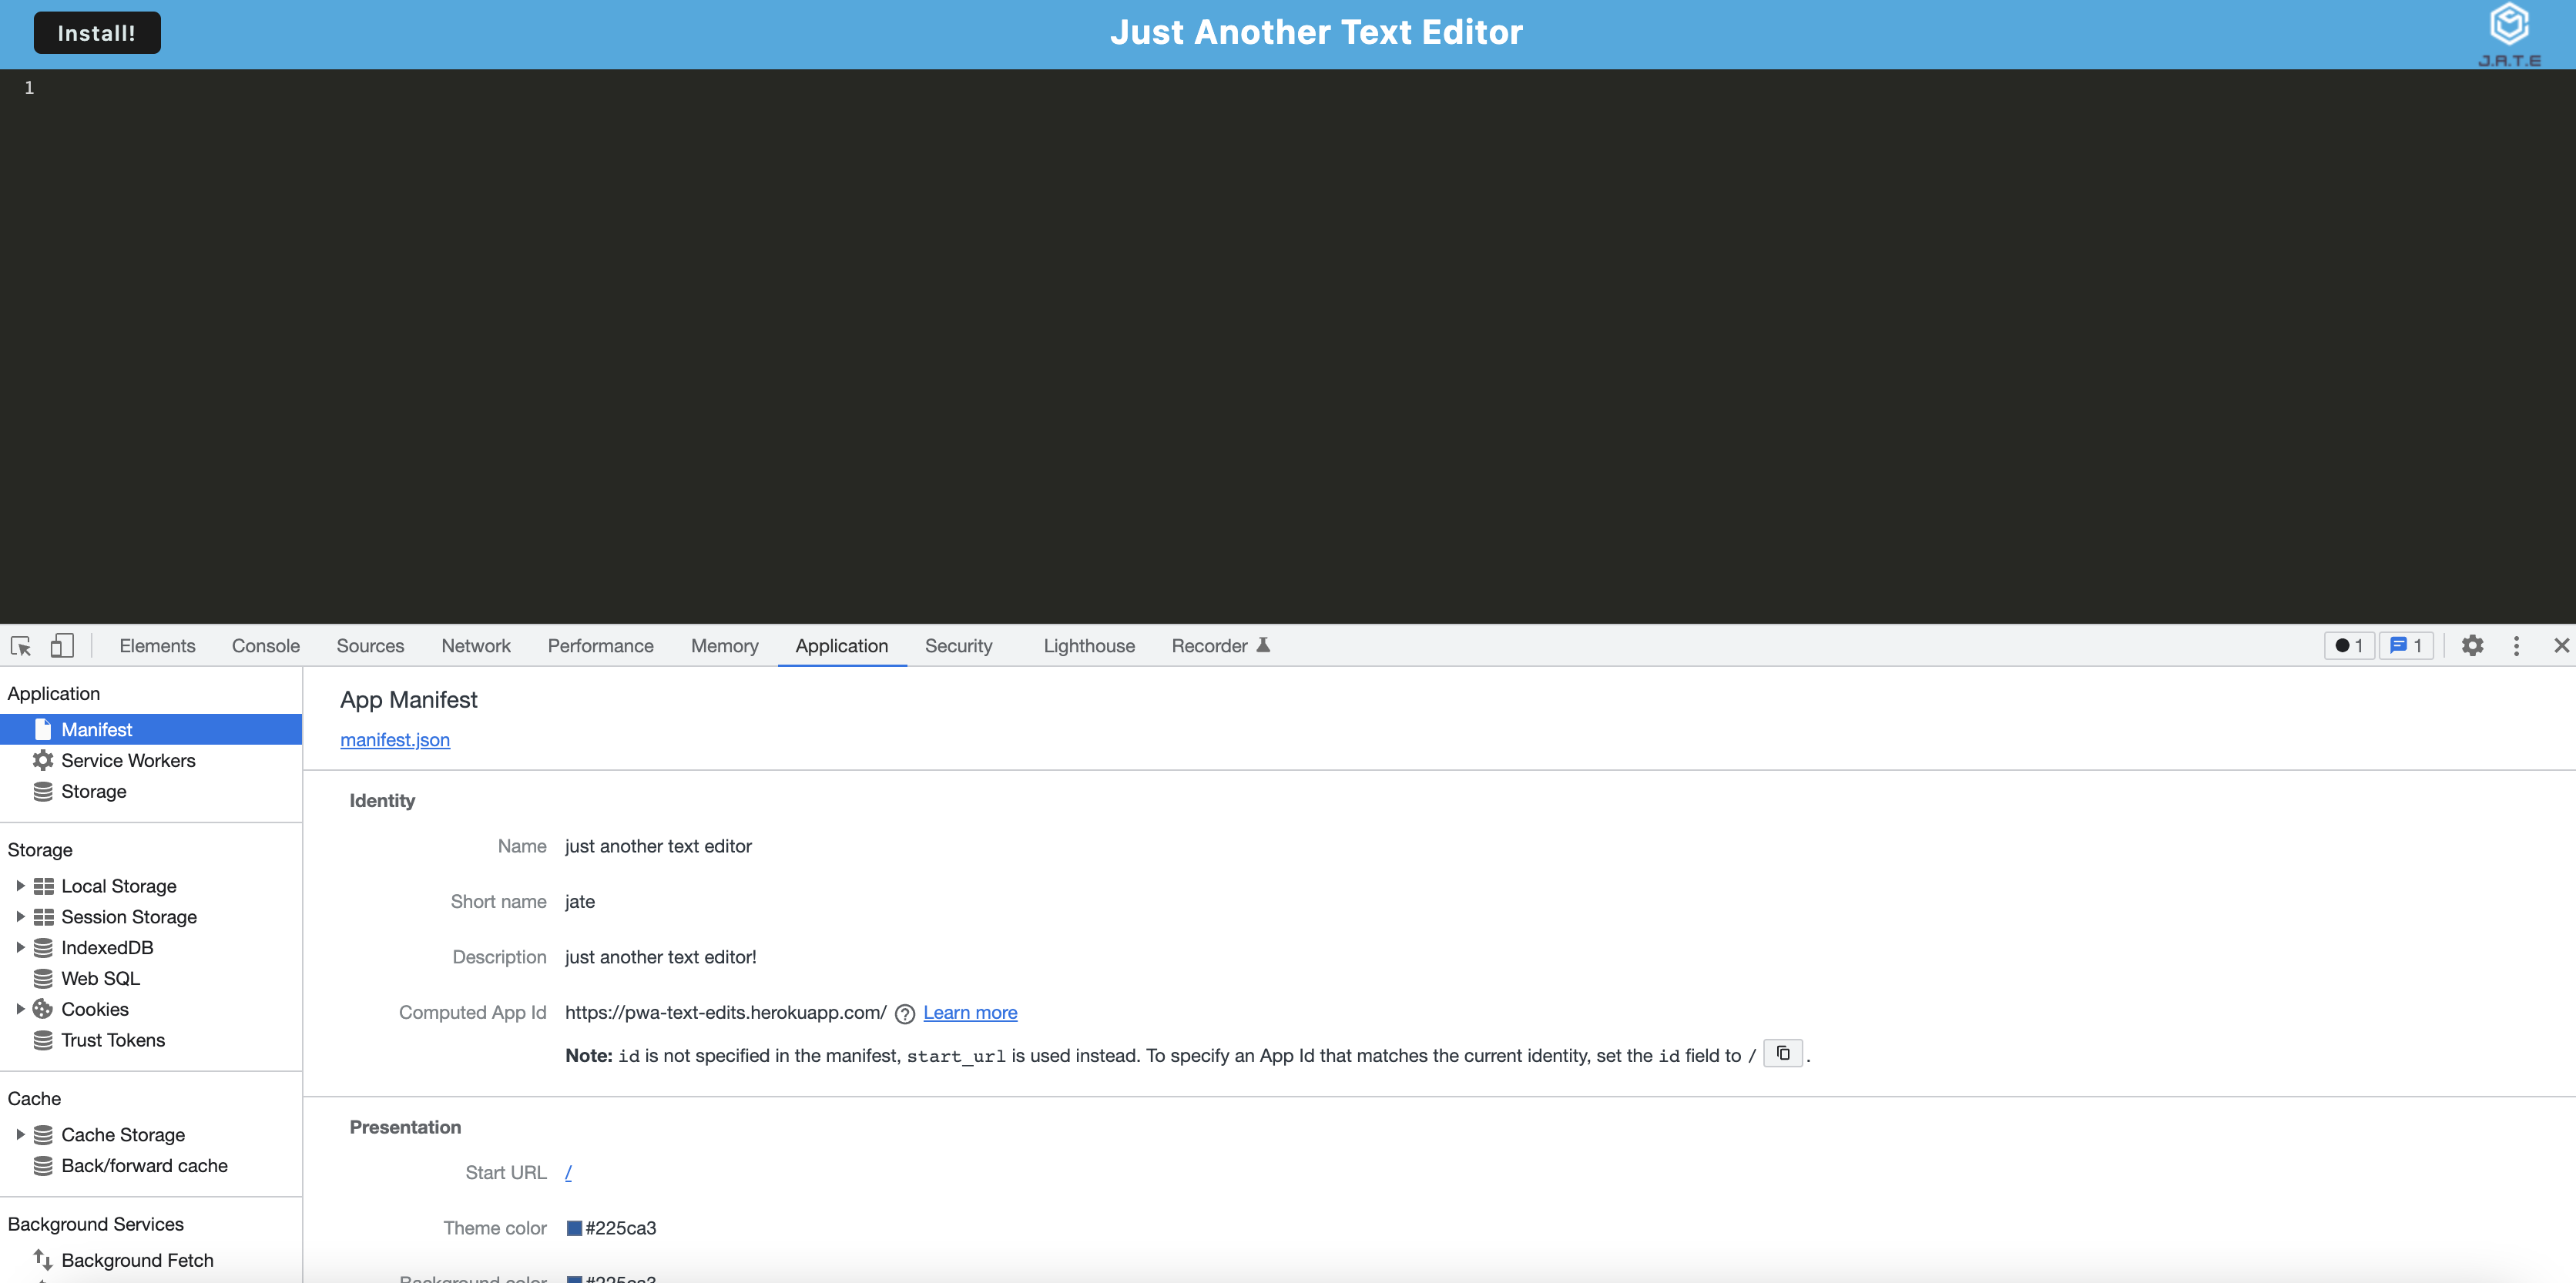 Install!
Just Another Text Editor
J.A.T.E
1
Elements Console Sources Network Performance Memory Application Security Lighthouse Recorder 1 1
Application
Manifest
Service Workers
Storage
Storage
Local Storage
Session Storage
IndexedDB
Web SQL
Cookies
Trust Tokens
Cache
Cache Storage
Back/forward cache
Background Services
Background Fetch
App Manifest
manifest.json
Identity
Name just another text editor
Short name jate
Description just another text editor!
Computed App Id https://pwa-text-edits.herokuapp.com/ Learn more
Note: id is not specified in the manifest, start_url is used instead. To specify an App Id that matches the current identity, set the id field to / .
Presentation
Start URL /
Theme color #225ca3
Background color #225ca3